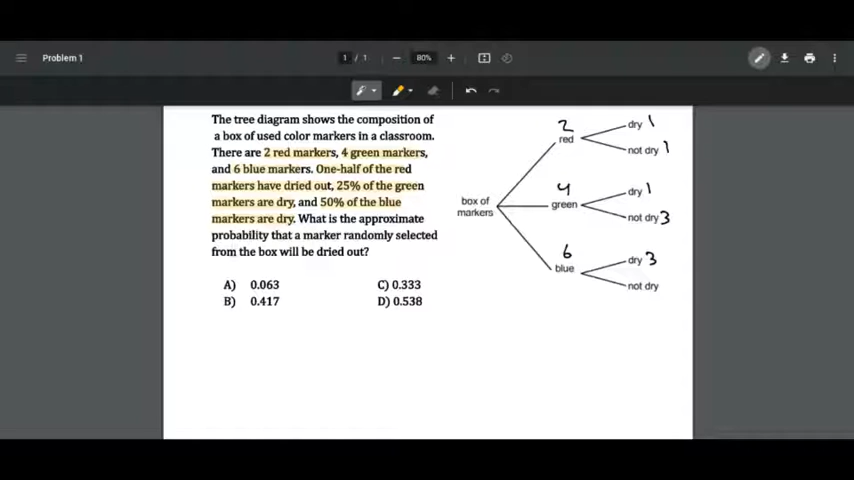 Problem 1
1 / 1
80%
The tree diagram shows the composition of
a box of used color markers in a classroom.
There are 2 red markers, 4 green markers,
and 6 blue markers. One-half of the red
markers have dried out, 25% of the green
markers are dry, and 50% of the blue
markers are dry. What is the approximate
probability that a marker randomly selected
from the box will be dried out?
A) 0.063
C) 0.333
B) 0.417
D) 0.538
box of
markers
2
red
dry 1
not dry 1
4
green
dry 1
not dry 3
6
blue
dry 3
not dry